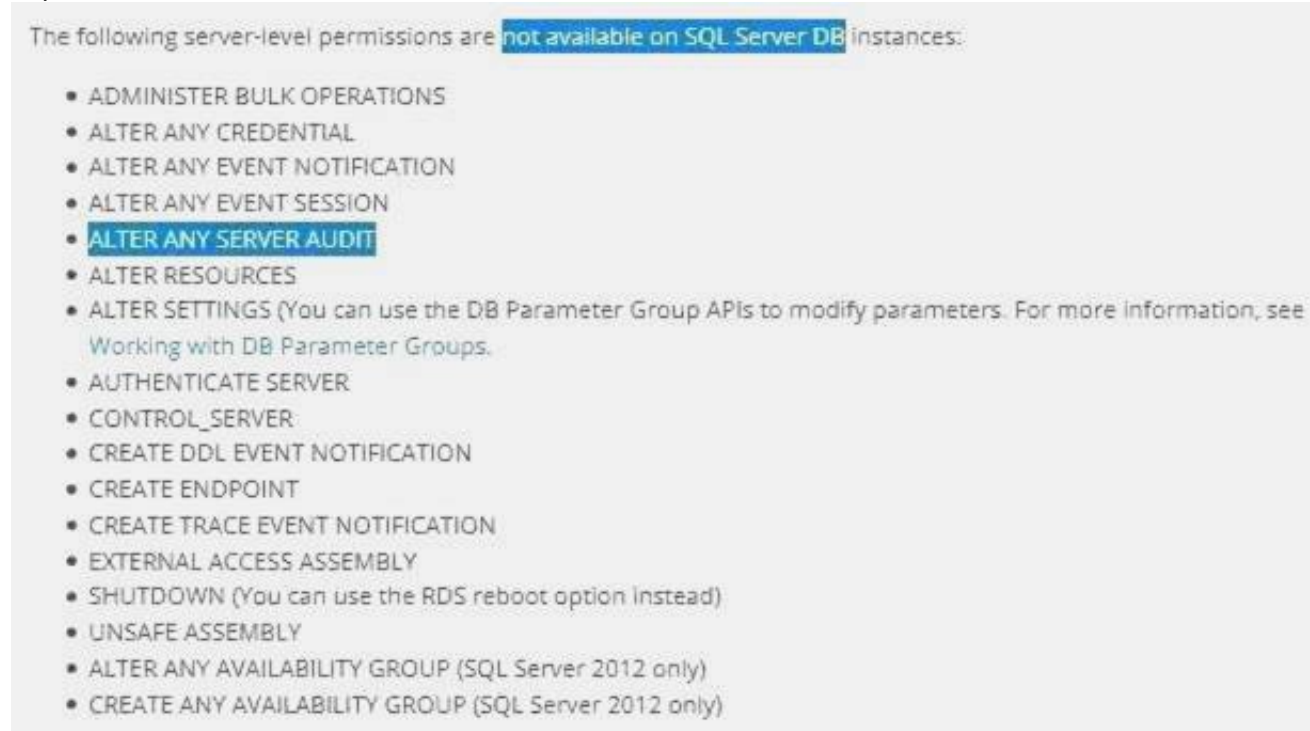 The following server-level permissions are not available on SQL Server DB instances:
• ADMINISTER BULK OPERATIONS
• ALTER ANY CREDENTIAL
• ALTER ANY EVENT NOTIFICATION
• ALTER ANY EVENT SESSION
• ALTER ANY SERVER AUDIT
• ALTER RESOURCES
• ALTER SETTINGS (You can use the DB Parameter Group APIs to modify parameters. For more information, see
Working with DB Parameter Groups.
• AUTHENTICATE SERVER
• CONTROL_SERVER
• CREATE DDL EVENT NOTIFICATION
• CREATE ENDPOINT
• CREATE TRACE EVENT NOTIFICATION
• EXTERNAL ACCESS ASSEMBLY
• SHUTDOWN (You can use the RDS reboot option instead)
• UNSAFE ASSEMBLY
• ALTER ANY AVAILABILITY GROUP (SQL Server 2012 only)
• CREATE ANY AVAILABILITY GROUP (SQL Server 2012 only)